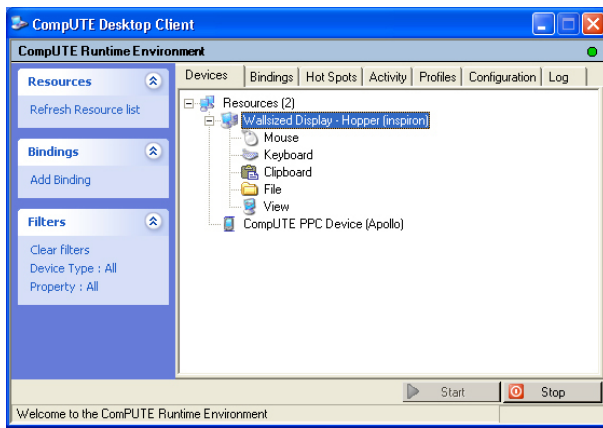 CompUTE Desktop Client
CompUTE Runtime Environment
Resources
Refresh Resource list
Bindings
Add Binding
Filters
Clear filters
Device Type : All
Property : All
Devices Bindings Hot Spots Activity Profiles Configuration Log
Resources (2)
Wallsized Display - Hopper (inspiron)
Mouse
Keyboard
Clipboard
File
View
CompUTE PPC Device (Apollo)
Start Stop
Welcome to the ComPUTE Runtime Environment